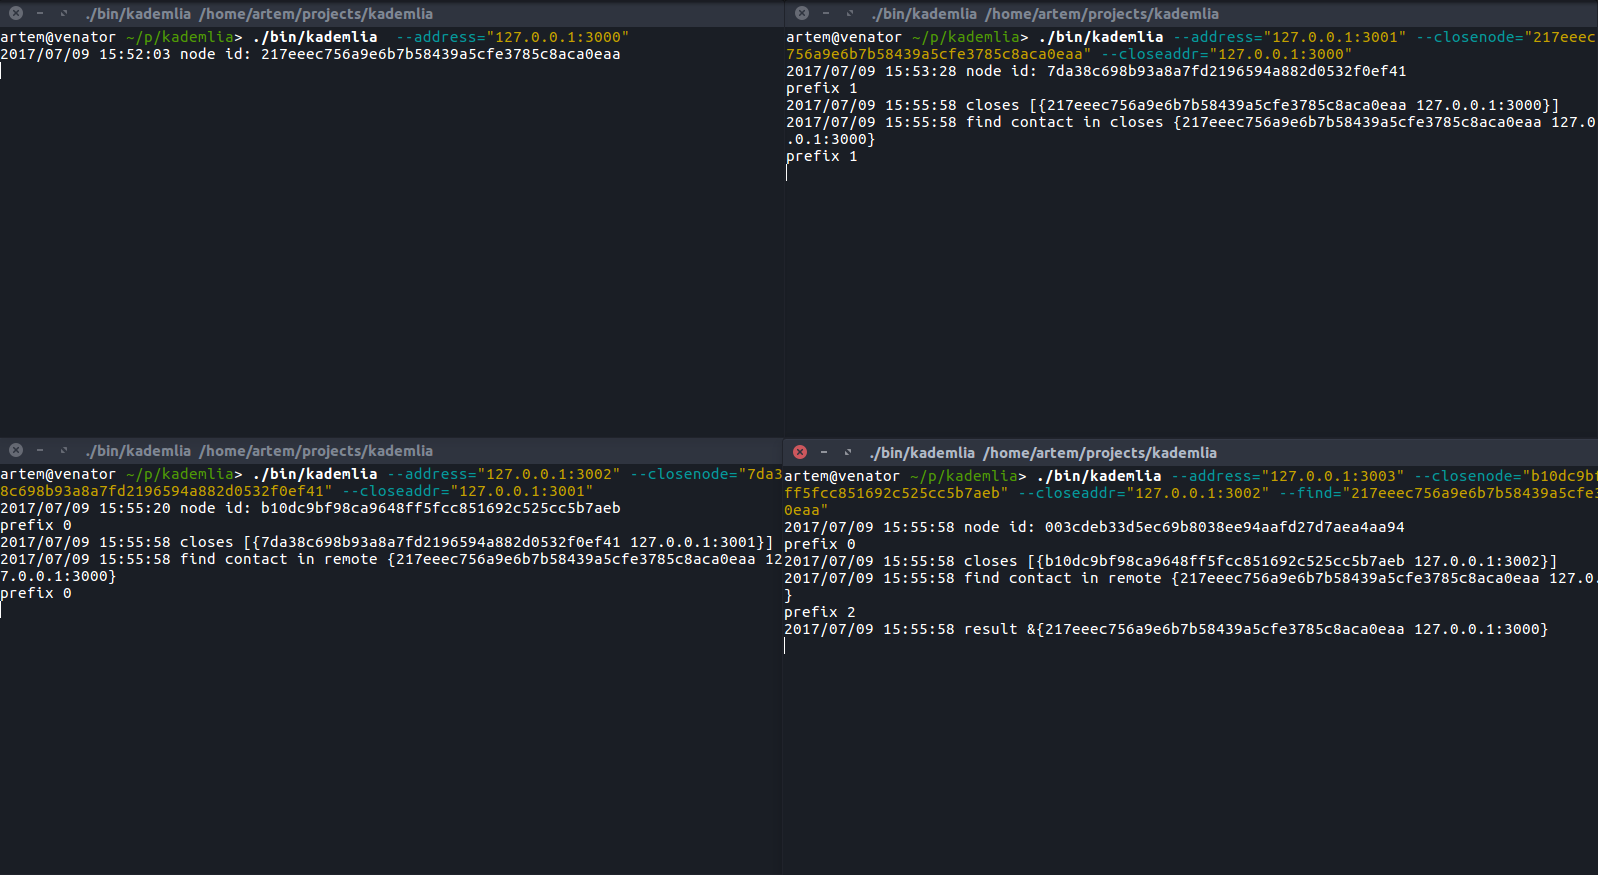 ./bin/kademlia /home/artem/projects/kademlia
artem@venator ~/p/kademlia> ./bin/kademlia  --address="127.0.0.1:3000"
2017/07/09 15:52:03 node id: 217eeec756a9e6b7b58439a5cfe3785c8aca0eaa
./bin/kademlia /home/artem/projects/kademlia
artem@venator ~/p/kademlia> ./bin/kademlia --address="127.0.0.1:3001" --closenode="217eeec
756a9e6b7b58439a5cfe3785c8aca0eaa" --closeaddr="127.0.0.1:3000"
2017/07/09 15:53:28 node id: 7da38c698b93a8a7fd2196594a882d0532f0ef41
prefix 1
2017/07/09 15:55:58 closes [{217eeec756a9e6b7b58439a5cfe3785c8aca0eaa 127.0.0.1:3000}]
2017/07/09 15:55:58 find contact in closes {217eeec756a9e6b7b58439a5cfe3785c8aca0eaa 127.0
.0.1:3000}
prefix 1
./bin/kademlia /home/artem/projects/kademlia
artem@venator ~/p/kademlia> ./bin/kademlia --address="127.0.0.1:3002" --closenode="7da3
8c698b93a8a7fd2196594a882d0532f0ef41" --closeaddr="127.0.0.1:3001"
2017/07/09 15:55:20 node id: b10dc9bf98ca9648ff5fcc851692c525cc5b7aeb
prefix 0
2017/07/09 15:55:58 closes [{7da38c698b93a8a7fd2196594a882d0532f0ef41 127.0.0.1:3001}]
2017/07/09 15:55:58 find contact in remote {217eeec756a9e6b7b58439a5cfe3785c8aca0eaa 12
7.0.0.1:3000}
prefix 0
./bin/kademlia /home/artem/projects/kademlia
artem@venator ~/p/kademlia> ./bin/kademlia --address="127.0.0.1:3003" --closenode="b10dc9bf
ff5fcc851692c525cc5b7aeb" --closeaddr="127.0.0.1:3002" --find="217eeec756a9e6b7b58439a5cfe3
0eaa"
2017/07/09 15:55:58 node id: 003cdeb33d5ec69b8038ee94aafd27d7aea4aa94
prefix 0
2017/07/09 15:55:58 closes [{b10dc9bf98ca9648ff5fcc851692c525cc5b7aeb 127.0.0.1:3002}]
2017/07/09 15:55:58 find contact in remote {217eeec756a9e6b7b58439a5cfe3785c8aca0eaa 127.0.
}
prefix 2
2017/07/09 15:55:58 result &{217eeec756a9e6b7b58439a5cfe3785c8aca0eaa 127.0.0.1:3000}